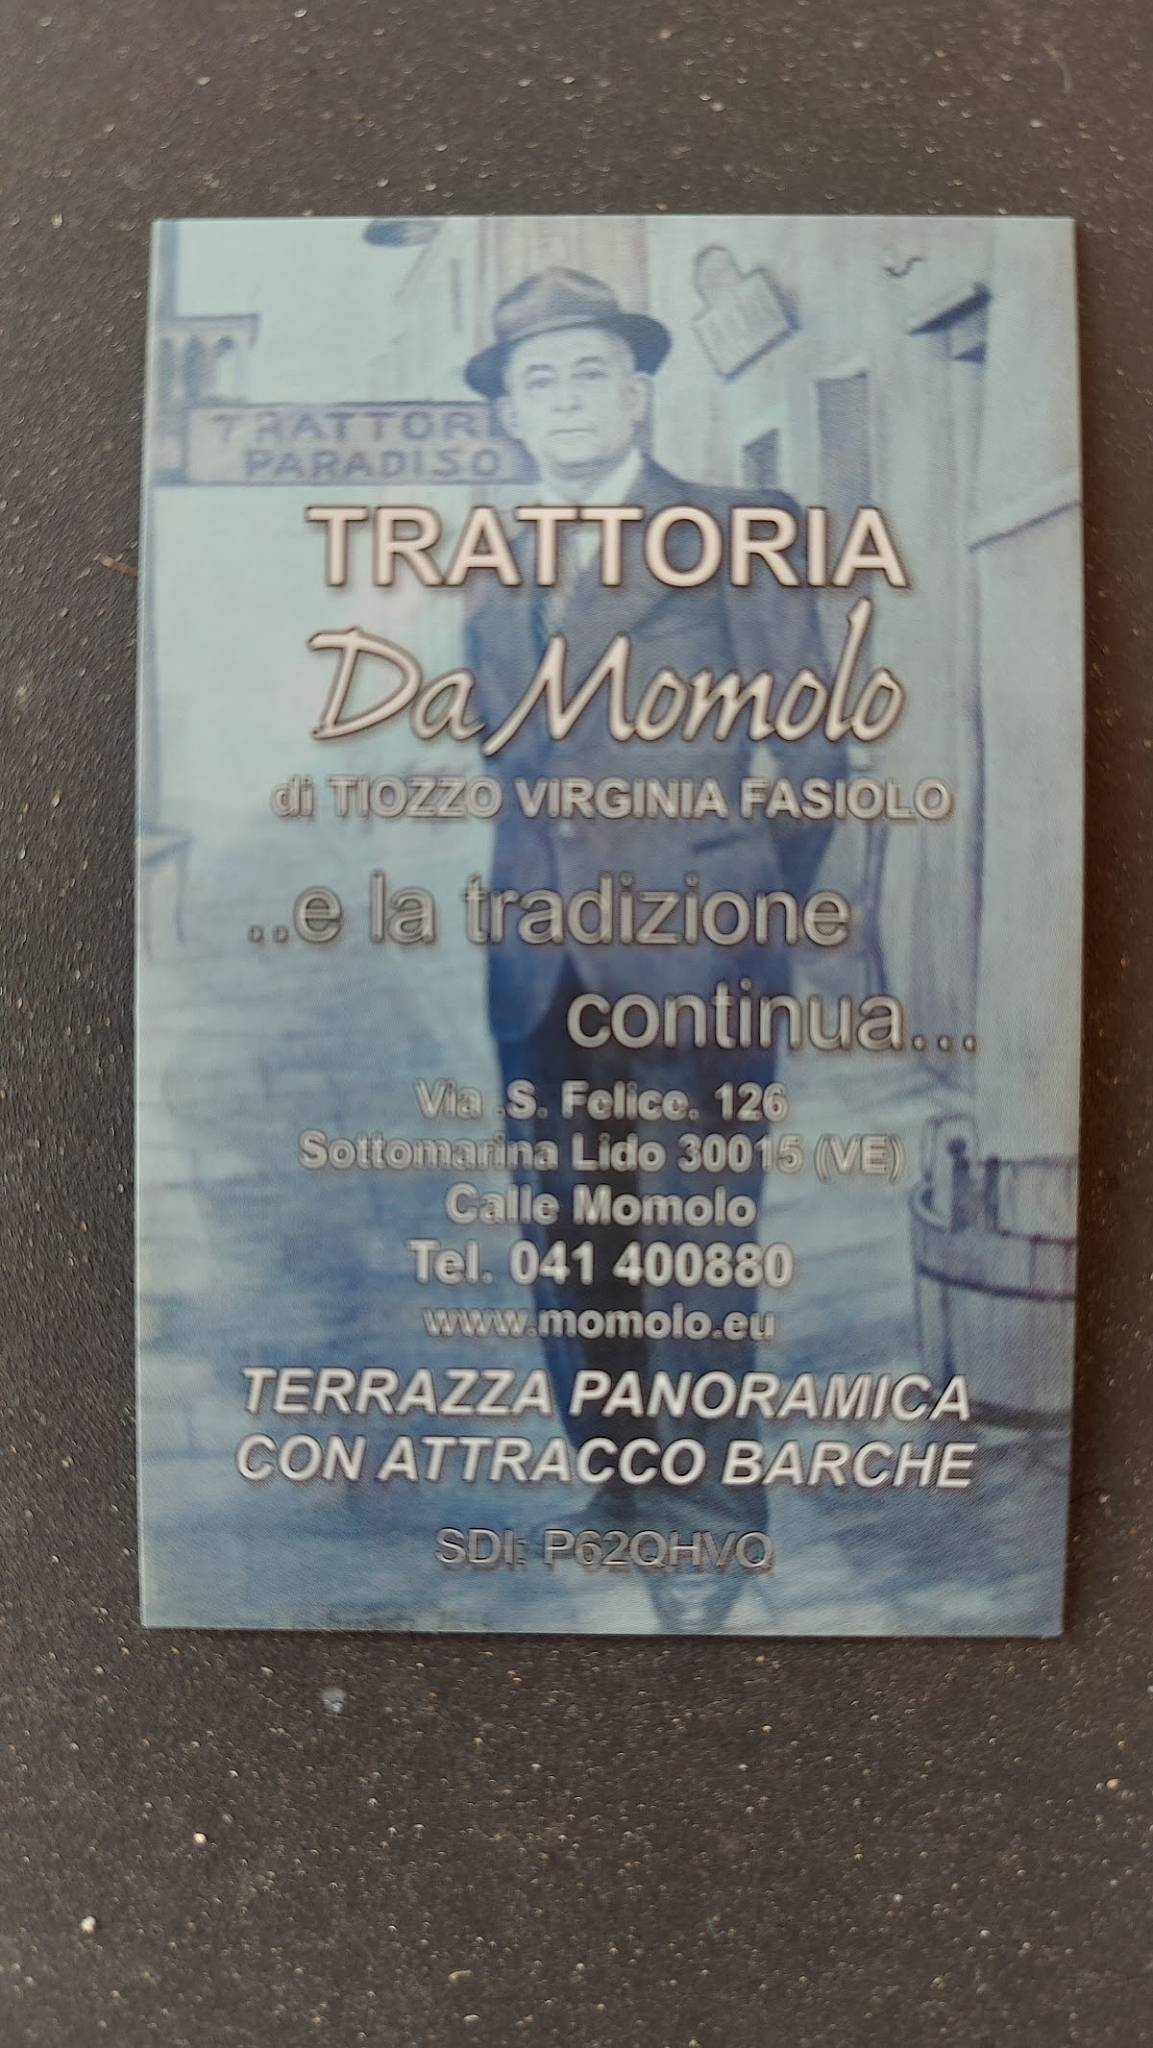 TRATTORI
PARADISO
TRATTORIA
Da Momolo
di TIOZZO VIRGINIA FASIOLO
..e la tradizione
continua...
Via .S. Felice. 126
Sottomarina Lido 30015 (VE)
Calle Momolo
Tel. 041 400880
www.momolo.eu
TERRAZZA PANORAMICA
CON ATTRACCO BARCHE
SDI: P62QHVQ